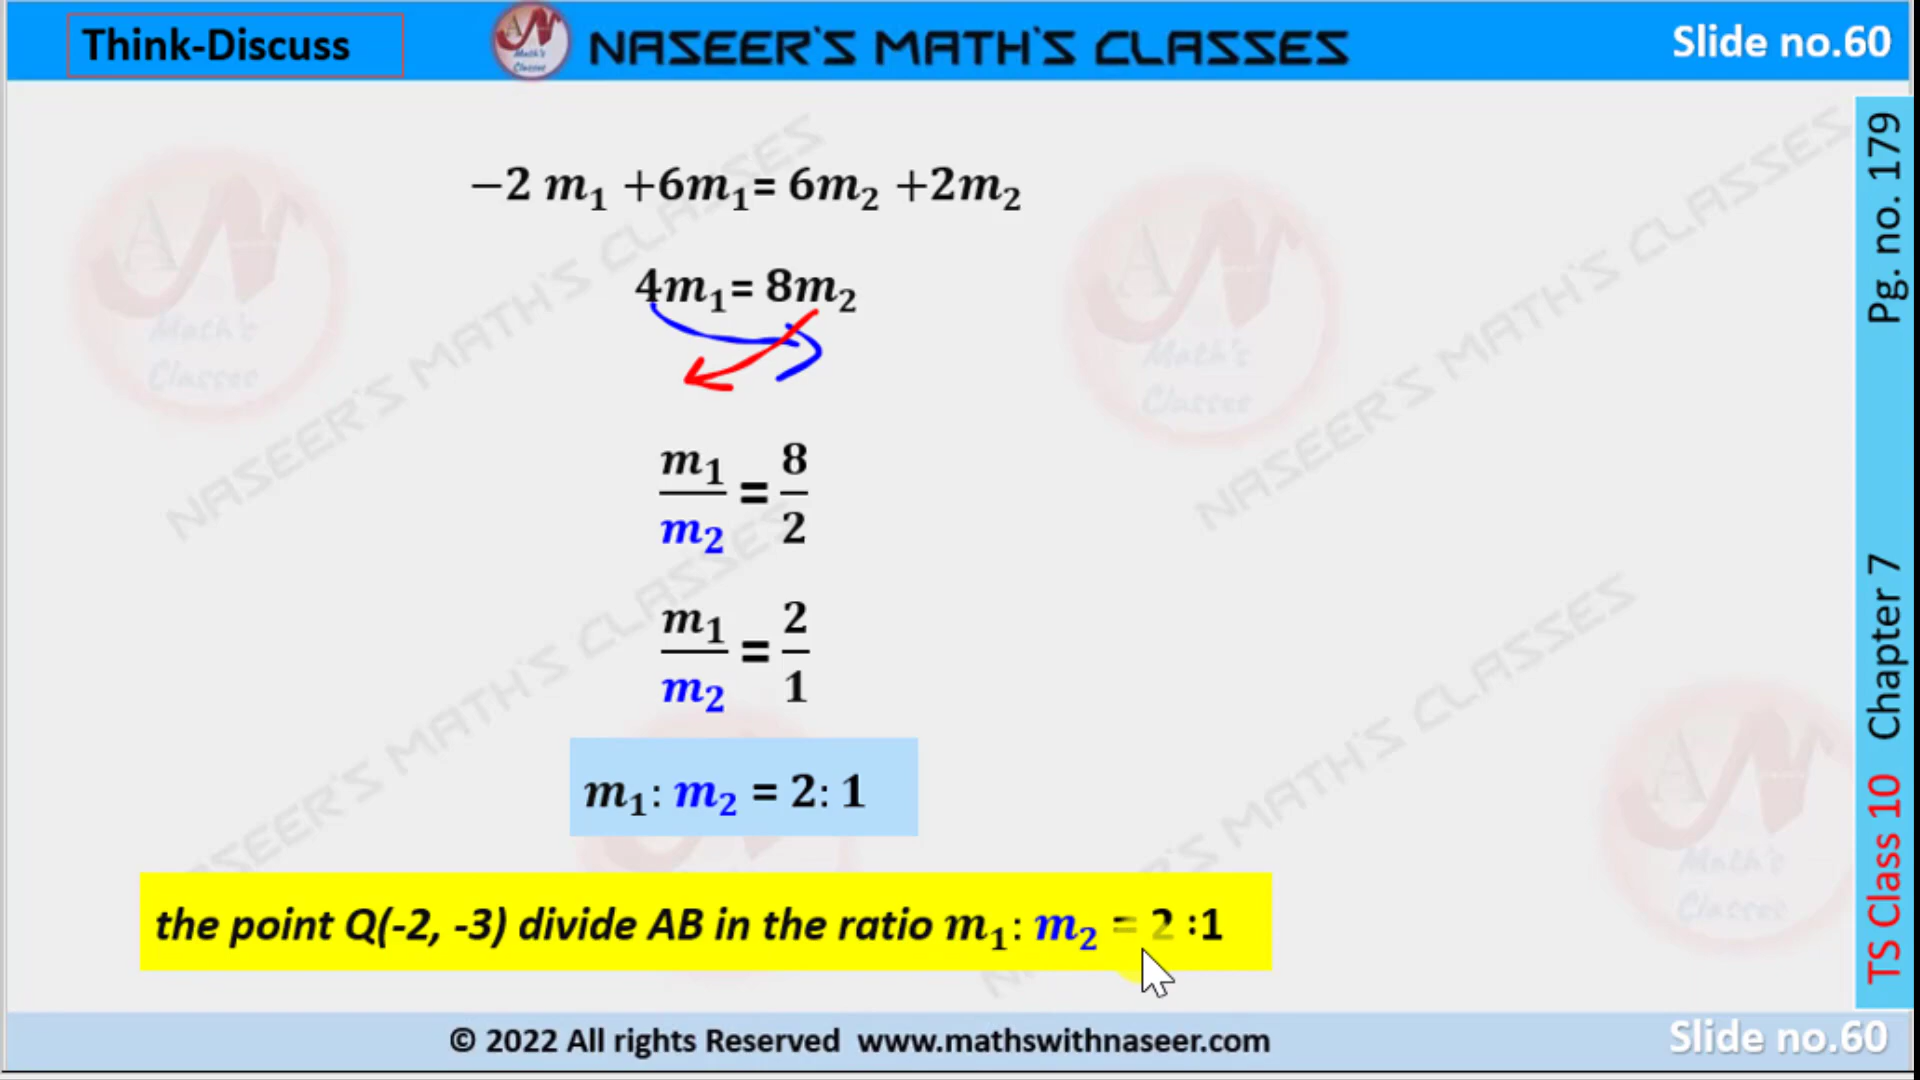 Think-Discuss
AN
Math's
Classes
NASEER'S MATH'S CLASSES
Slide no.60
−2 m₁ +6m₁= 6m₂ +2m₂
4m₁= 8m₂
m₁/m₂ = 8/2
m₁/m₂ = 2/1
m₁: m₂ = 2: 1
the point Q(-2, -3) divide AB in the ratio m₁: m₂ = 2 :1
Pg. no. 179
Chapter 7
TS Class 10
© 2022 All rights Reserved www.mathswithnaseer.com
Slide no.60